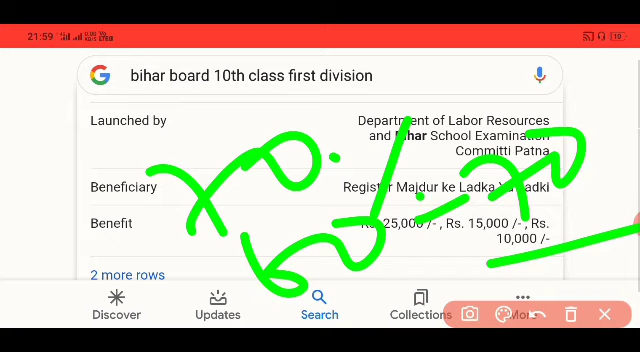 21:59
bihar board 10th class first division
Launched by
Department of Labor Resources
and Bihar School Examination
Committi Patna
Beneficiary
Register Majdur ke Ladka Ya Ladki
Benefit
Rs. 25,000 /- , Rs. 15,000 /- , Rs.
10,000 /-
2 more rows
Discover
Updates
Search
Collections
More